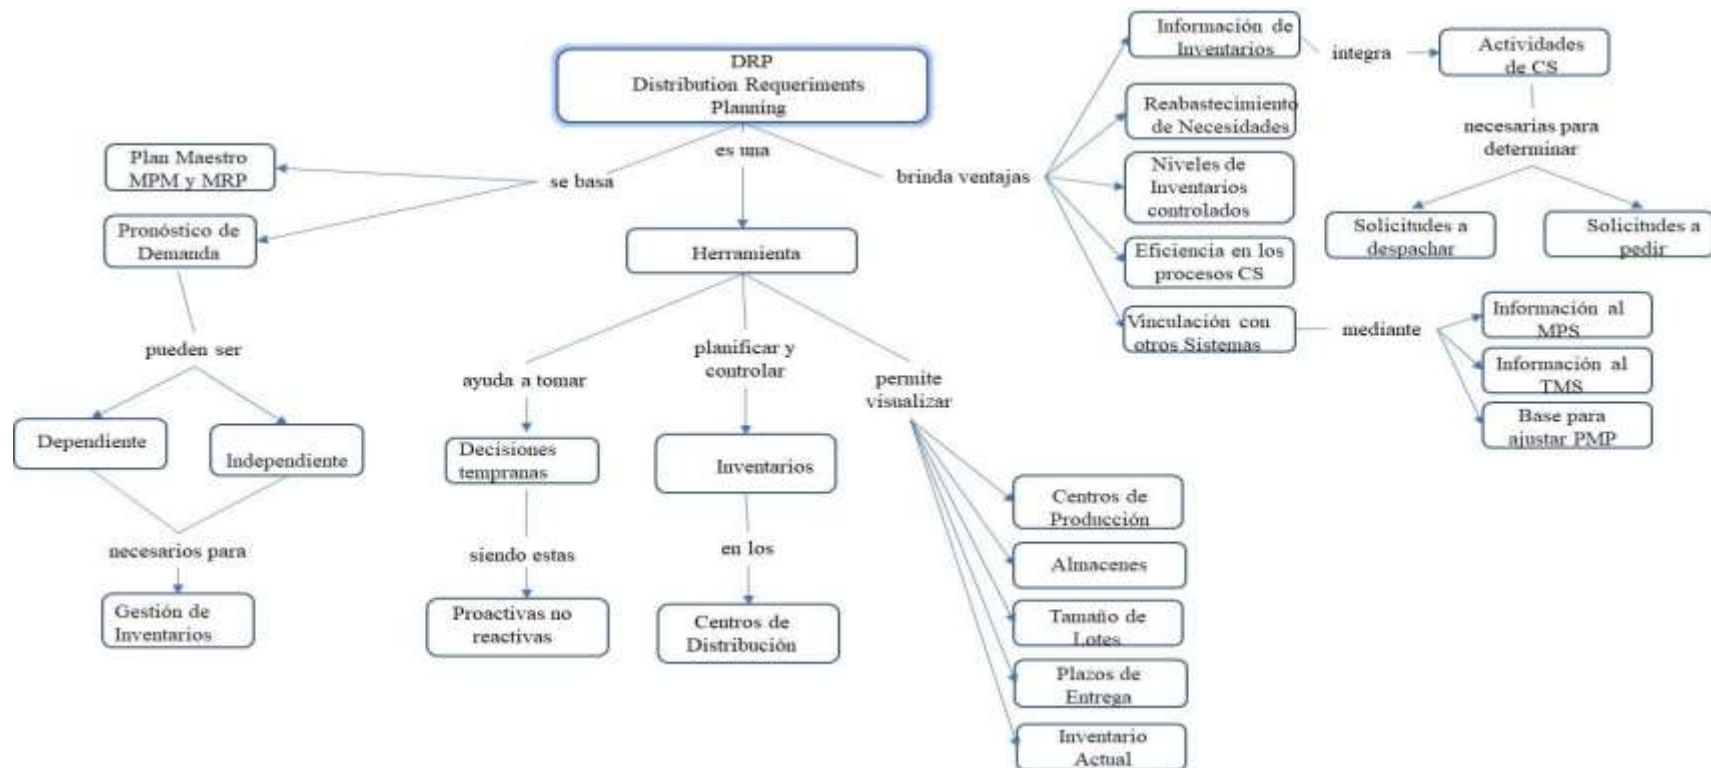 DRP
Distribution Requeriments
Planning
se basa
es una
brinda ventajas
Plan Maestro
MPM y MRP
Pronóstico de
Demanda
pueden ser
Dependiente
Independiente
necesarios para
Gestión de
Inventarios
Herramienta
ayuda a tomar
Decisiones
tempranas
siendo estas
Proactivas no
reactivas
planificar y
controlar
Inventarios
en los
Centros de
Distribución
permite
visualizar
Centros de
Producción
Almacenes
Tamaño de
Lotes
Plazos de
Entrega
Inventario
Actual
Información de
Inventarios
integra
Actividades
de CS
necesarias para
determinar
Solicitudes a
despachar
Solicitudes a
pedir
Reabastecimiento
de Necesidades
Niveles de
Inventarios
controlados
Eficiencia en los
procesos CS
Vinculación con
otros Sistemas
mediante
Información al
MPS
Información al
TMS
Base para
ajustar PMP